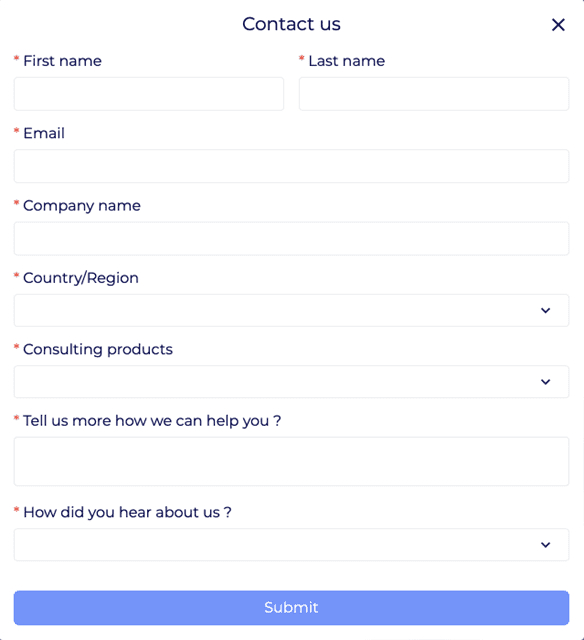 Contact us
* First name
* Last name
* Email
* Company name
* Country/Region
* Consulting products
* Tell us more how we can help you ?
* How did you hear about us ?
Submit